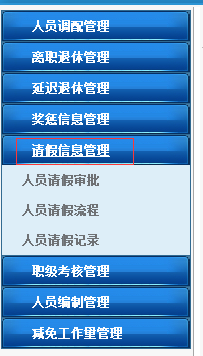 人员调配管理
离职退休管理
延迟退休管理
奖惩信息管理
请假信息管理
人员请假审批
人员请假流程
人员请假记录
职级考核管理
人员编制管理
减免工作量管理